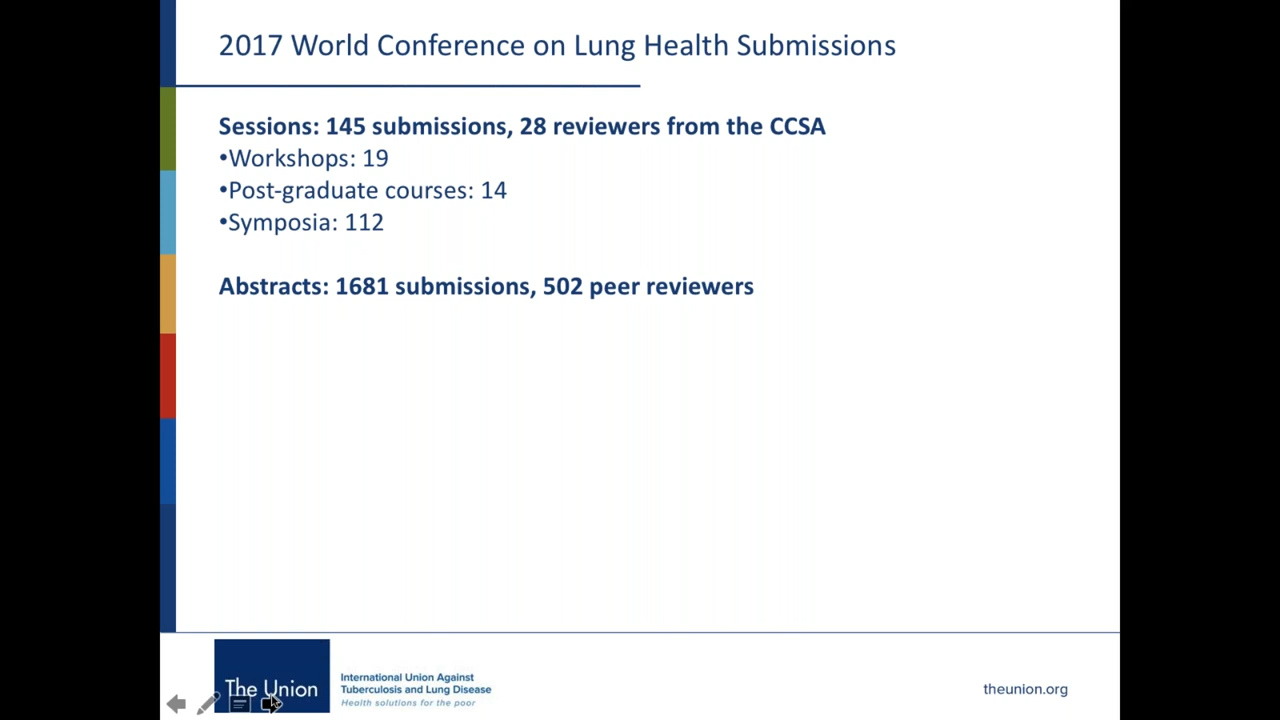 2017 World Conference on Lung Health Submissions
Sessions: 145 submissions, 28 reviewers from the CCSA
•Workshops: 19
•Post-graduate courses: 14
•Symposia: 112
Abstracts: 1681 submissions, 502 peer reviewers
The Union
International Union Against
Tuberculosis and Lung Disease
Health solutions for the poor
theunion.org